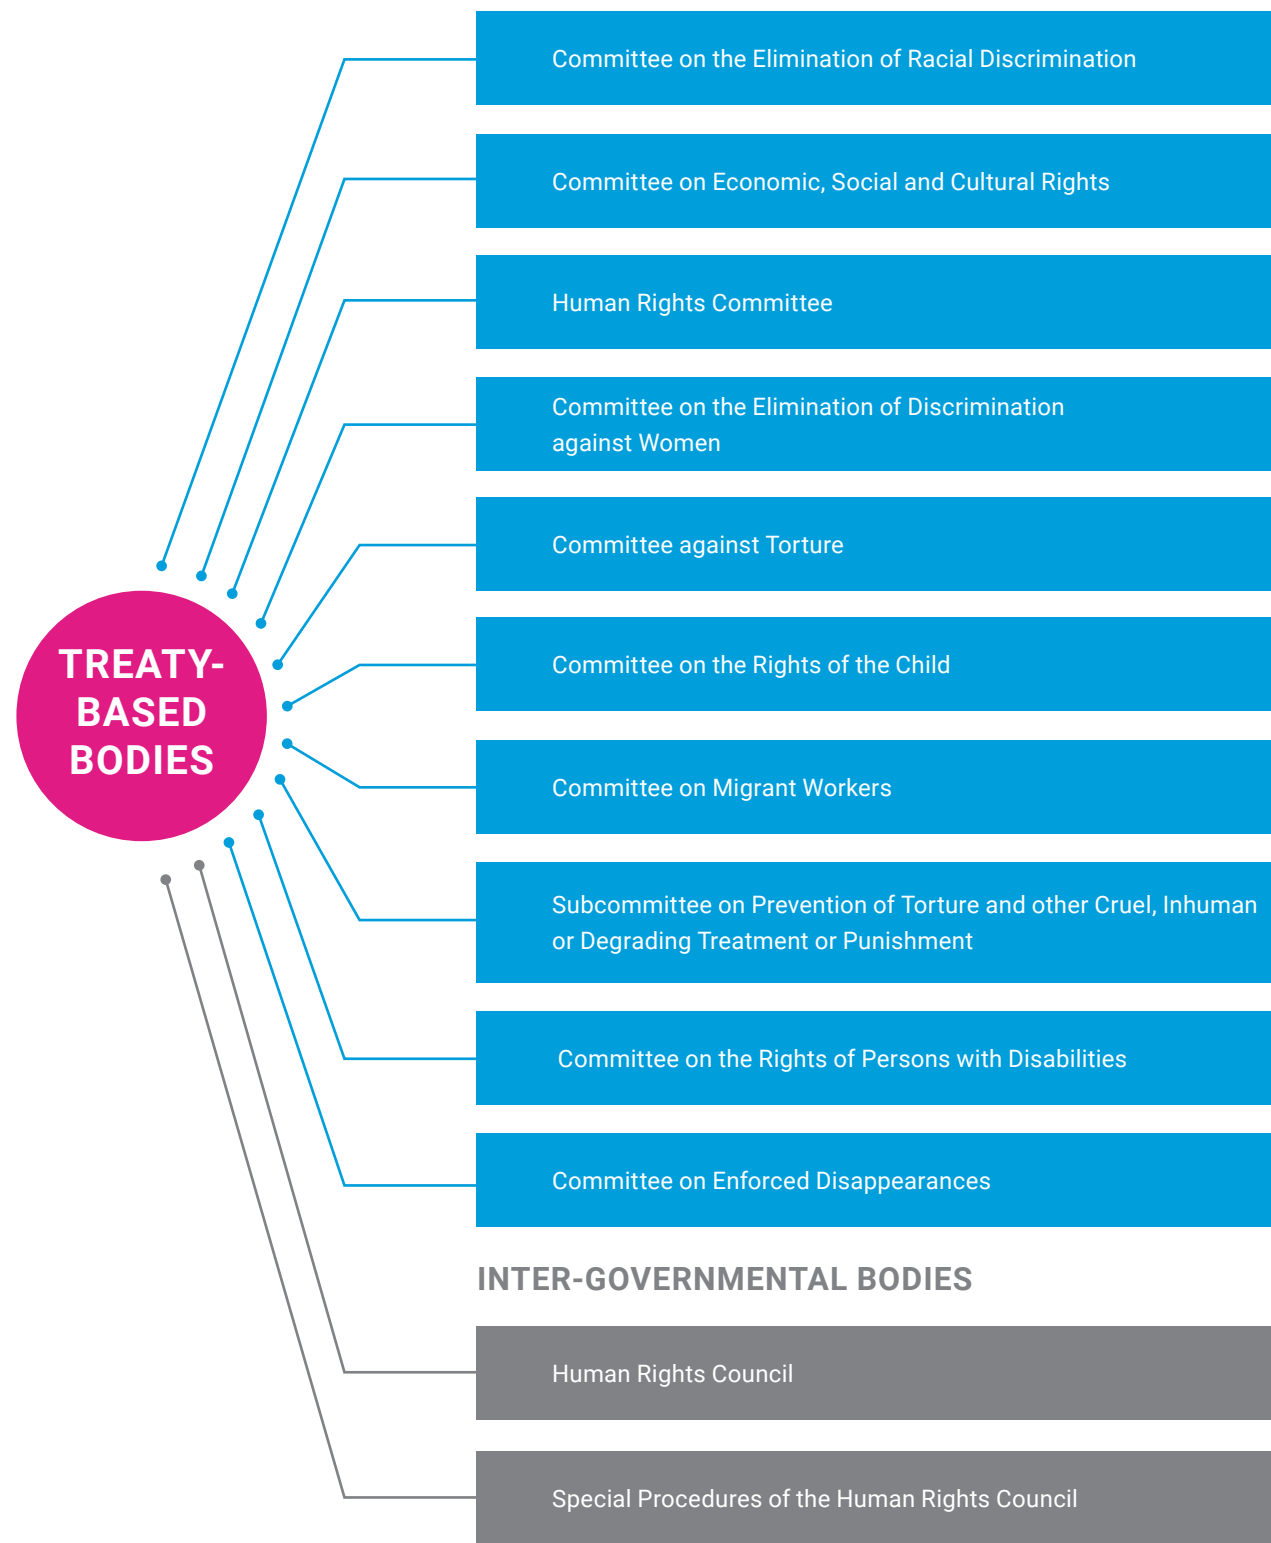 Committee on the Elimination of Racial Discrimination
Committee on Economic, Social and Cultural Rights
Human Rights Committee
Committee on the Elimination of Discrimination
against Women
Committee against Torture
TREATY-
BASED
BODIES
Committee on the Rights of the Child
Committee on Migrant Workers
Subcommittee on Prevention of Torture and other Cruel, Inhuman
or Degrading Treatment or Punishment
Committee on the Rights of Persons with Disabilities
Committee on Enforced Disappearances
INTER-GOVERNMENTAL BODIES
Human Rights Council
Special Procedures of the Human Rights Council